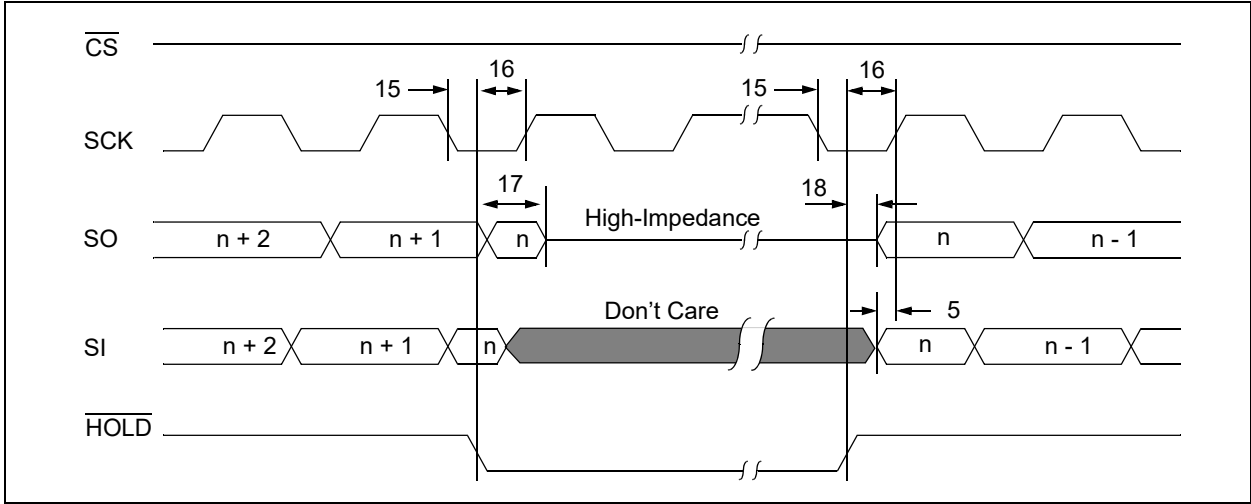 CS
16
16
15
15
SCK
17
18
High-Impedance
SO
n + 2
n + 1
n
n
n - 1
Don't Care
5
SI
n + 2
n + 1
n
n
n - 1
HOLD